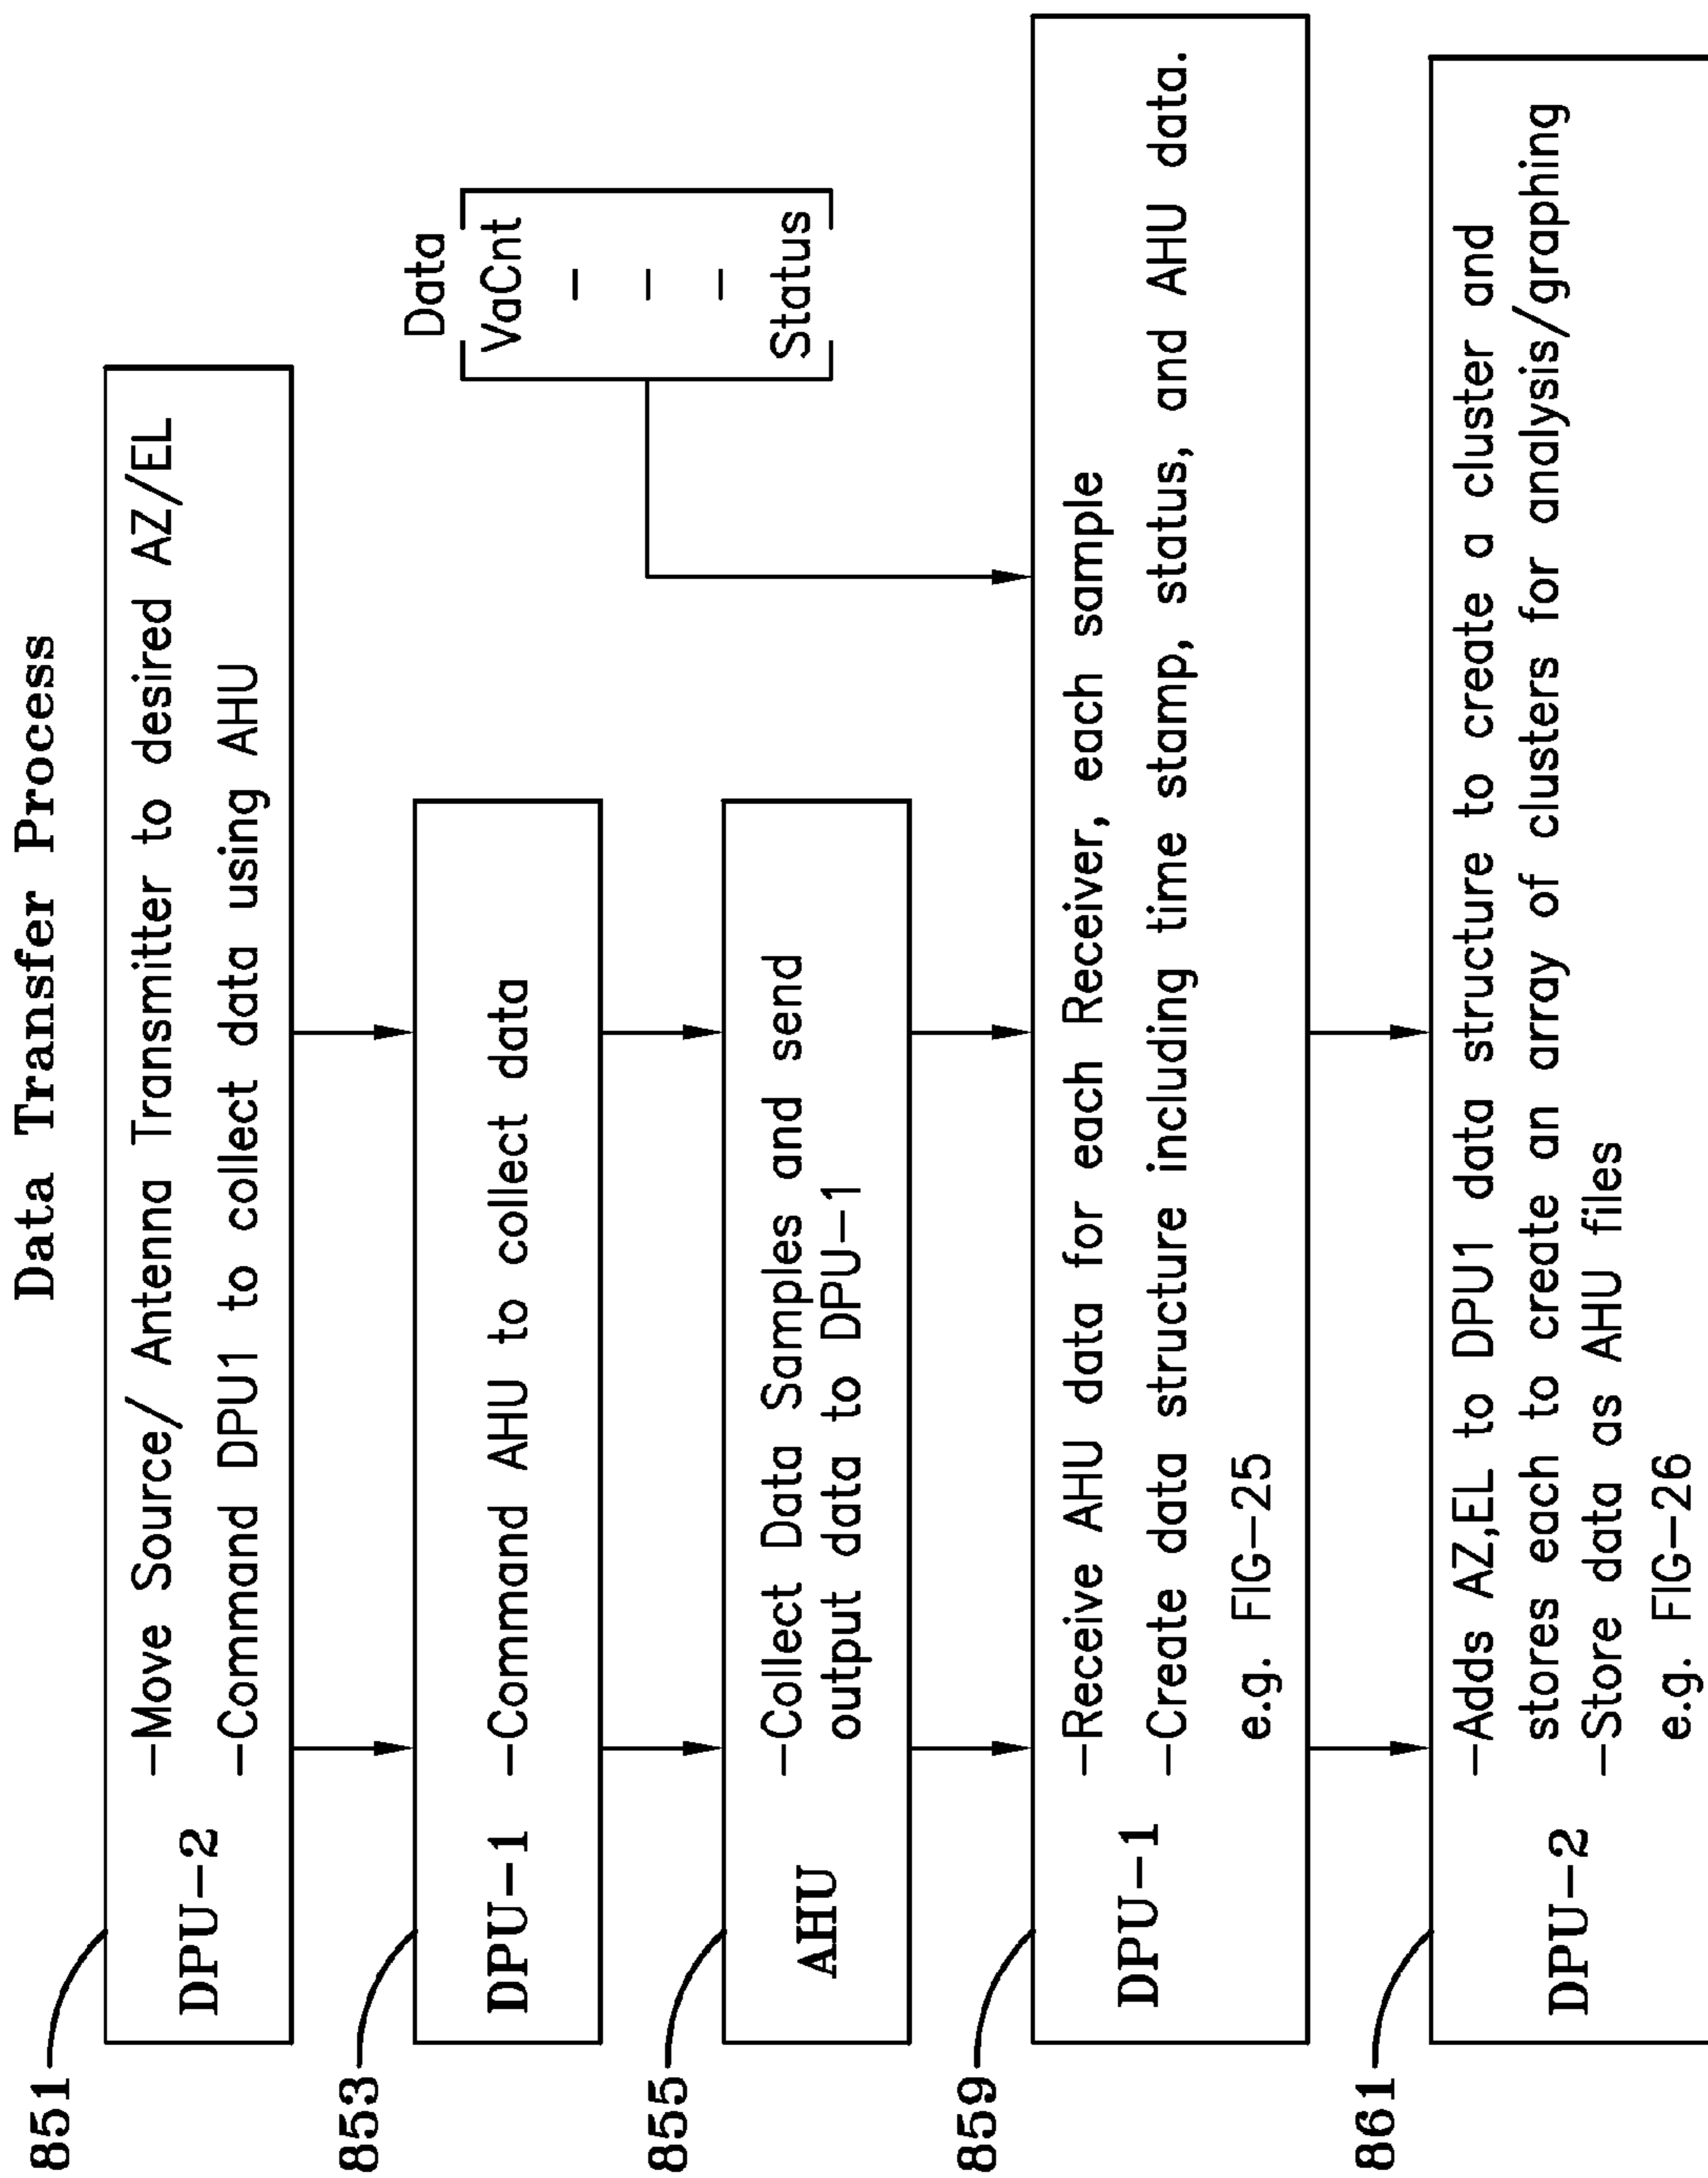 Data Transfer Process
851
DPU-2
-Move Source/ Antenna Transmitter to desired AZ/EL
-Command DPU1 to collect data using AHU
853
DPU-1
-Command AHU to collect data
855
AHU
-Collect Data Samples and send
output data to DPU-1
Data
VaCnt
-
-
-
Status
859
DPU-1
-Receive AHU data for each Receiver, each sample
-Create data structure including time stamp, status, and AHU data.
e.g. FIG-25
861
DPU-2
-Adds AZ,EL to DPU1 data structure to create a cluster and
stores each to create an array of clusters for analysis/graphing
-Store data as AHU files
e.g. FIG-26